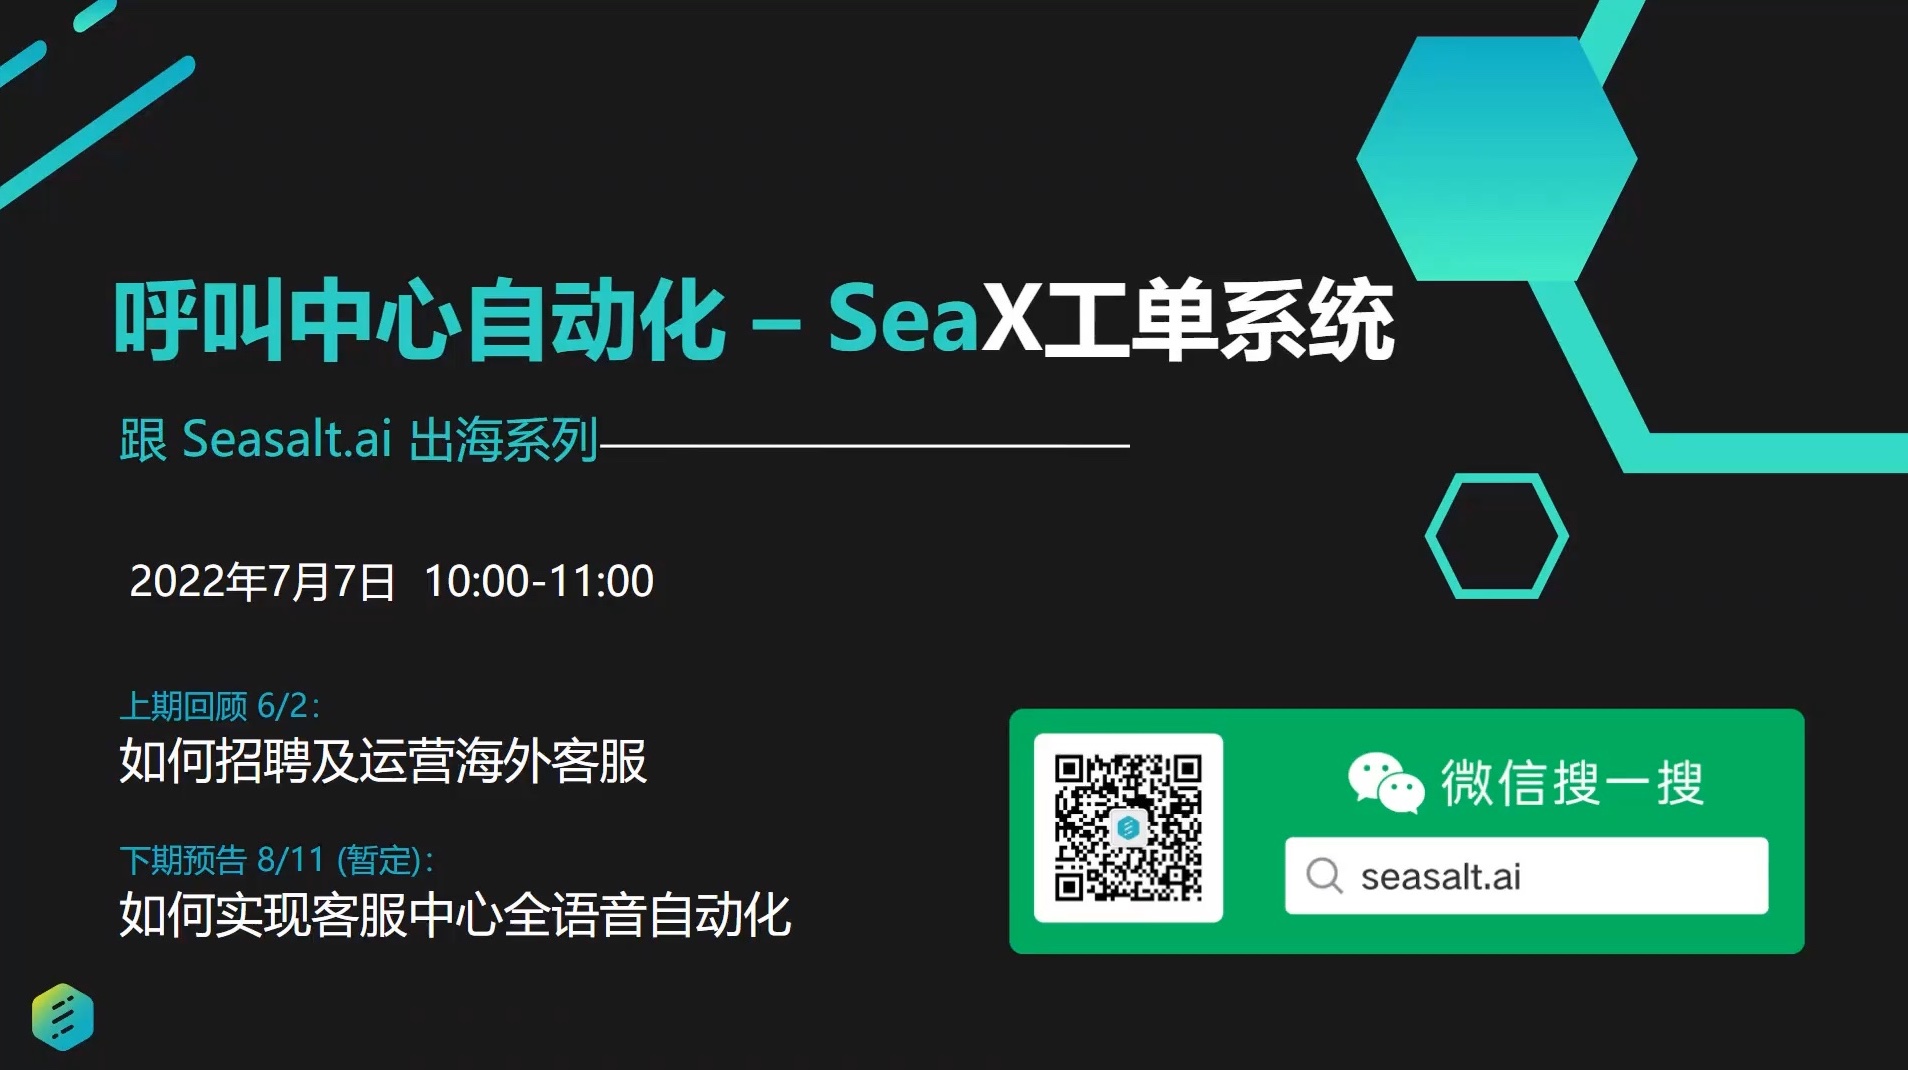 呼叫中心自动化 – SeaX工单系统
跟 Seasalt.ai 出海系列
2022年7月7日 10:00-11:00
上期回顾 6/2：
如何招聘及运营海外客服
下期预告 8/11 (暂定)：
如何实现客服中心全语音自动化
微信搜一搜
seasalt.ai